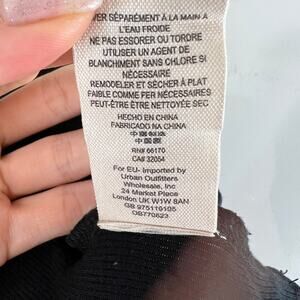 VER SÉPARÉMENT À LA MAIN À
L'EAU FROIDE
NE PAS ESSORER OU TORDRE
UTILISER UN AGENT DE
BLANCHIMENT SANS CHLORE SI
NÉCESSAIRE
REMODELER ET SÉCHER À PLAT
FAIBLE COMME FER NÉCESSAIRES
PEUT-ÊTRE ÊTRE NETTOYÉE SEC
HECHO EN CHINA
FABRICADO NA CHINA
中国制造
RN# 66170
CA# 32054
For EU- Imported by
Urban Outfitters
Wholesale, Inc
24 Market Place
London UK W1W 8AN
GB 975119105
OB770623